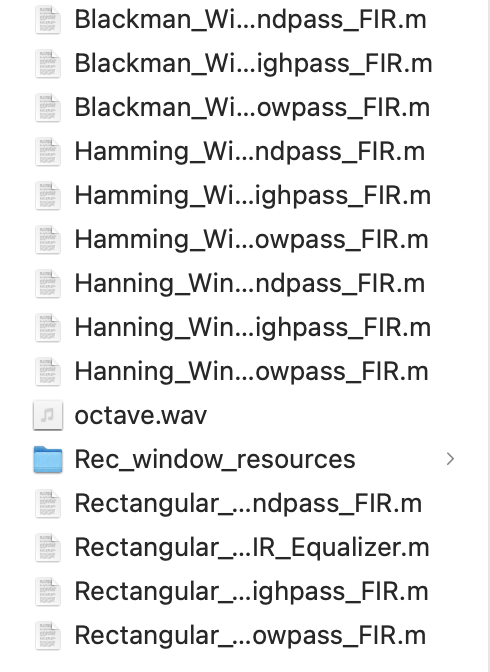 Blackman_Wi...ndpass_FIR.m
Blackman_Wi...ighpass_FIR.m
Blackman_Wi...owpass_FIR.m
Hamming_Wi...ndpass_FIR.m
Hamming_Wi...ighpass_FIR.m
Hamming_Wi...owpass_FIR.m
Hanning_Win...ndpass_FIR.m
Hanning_Win...ighpass_FIR.m
Hanning_Win...owpass_FIR.m
octave.wav
Rec_window_resources
Rectangular_...ndpass_FIR.m
Rectangular_...IR_Equalizer.m
Rectangular_...ighpass_FIR.m
Rectangular_...owpass_FIR.m